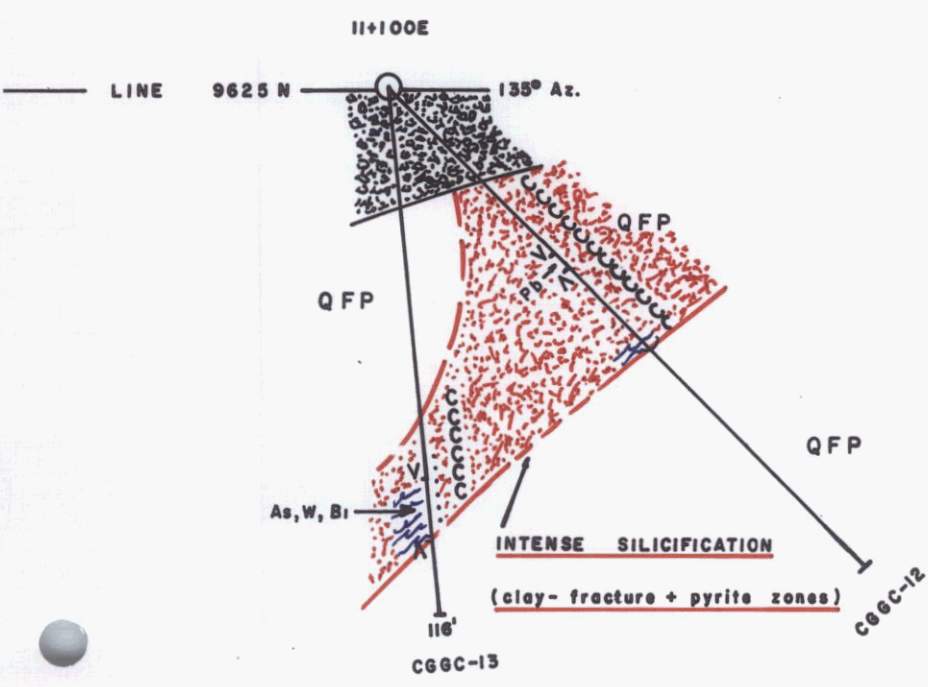 11+100E
LINE 9625 N 135° Az.
QFP
Pb
QFP
C C C C C C C C C C C C C C
QFP
C C C C C C C
V
As, W, Bi
INTENSE SILICIFICATION
(clay- fracture + pyrite zones)
116'
CGGC-12
CGGC-13